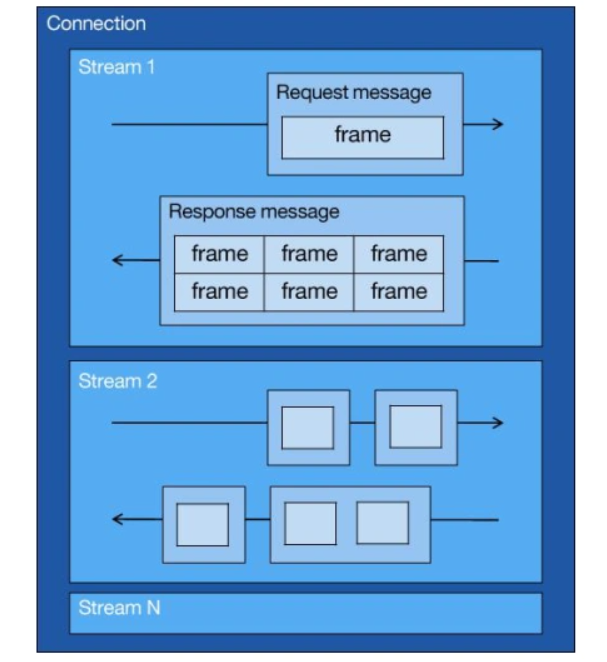 Connection
Stream 1
Request message
frame
Response message
frame frame frame
frame frame frame
Stream 2
Stream N